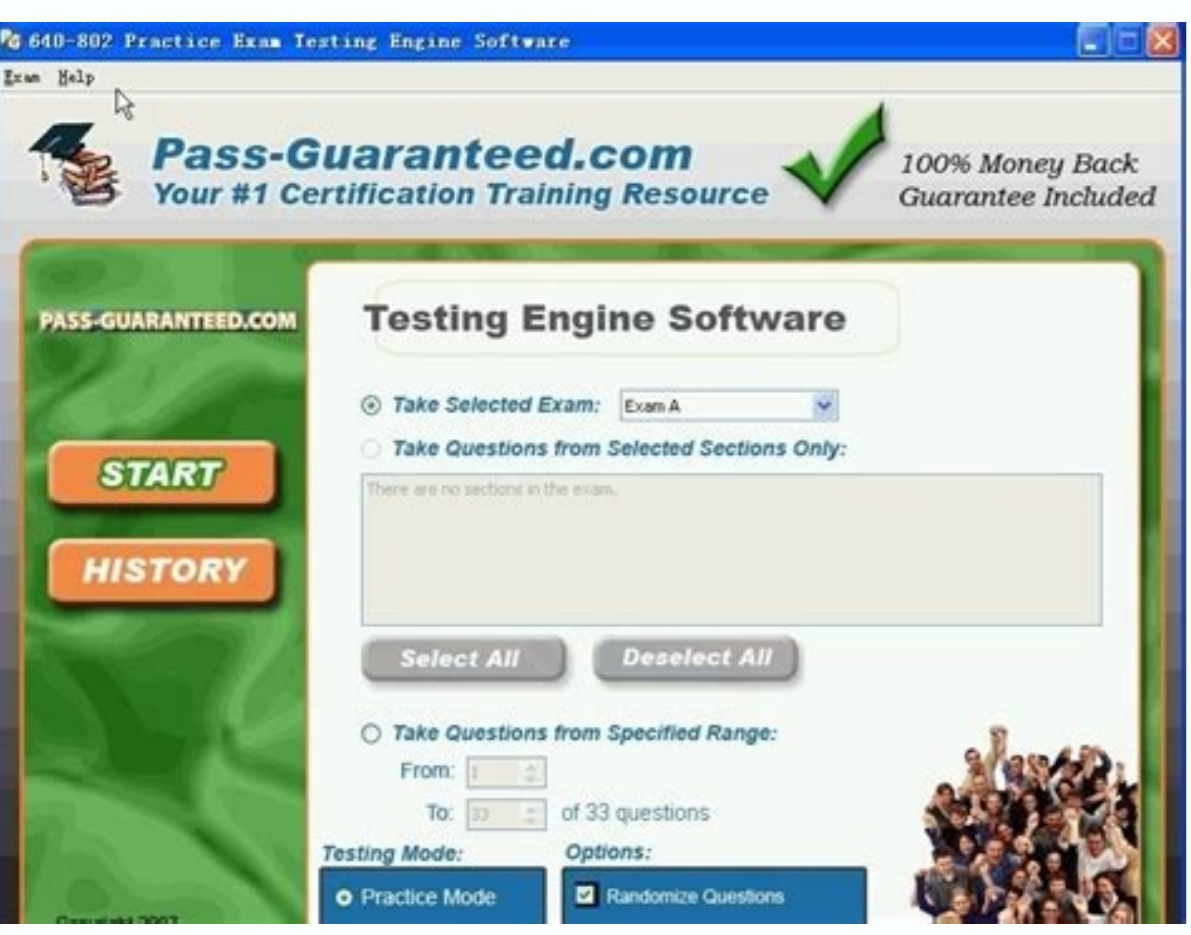 640-802 Practice Exam Testing Engine Software
Exam Help
Pass-Guaranteed.com
Your #1 Certification Training Resource
100% Money Back
Guarantee Included
PASS-GUARANTEED.COM
Testing Engine Software
Take Selected Exam: Exam A
Take Questions from Selected Sections Only:
There are no sections in the exam.
START
HISTORY
Select All Deselect All
Take Questions from Specified Range:
From: 1
To: 33 of 33 questions
Testing Mode: Options:
Practice Mode Randomize Questions
Copyright 2007